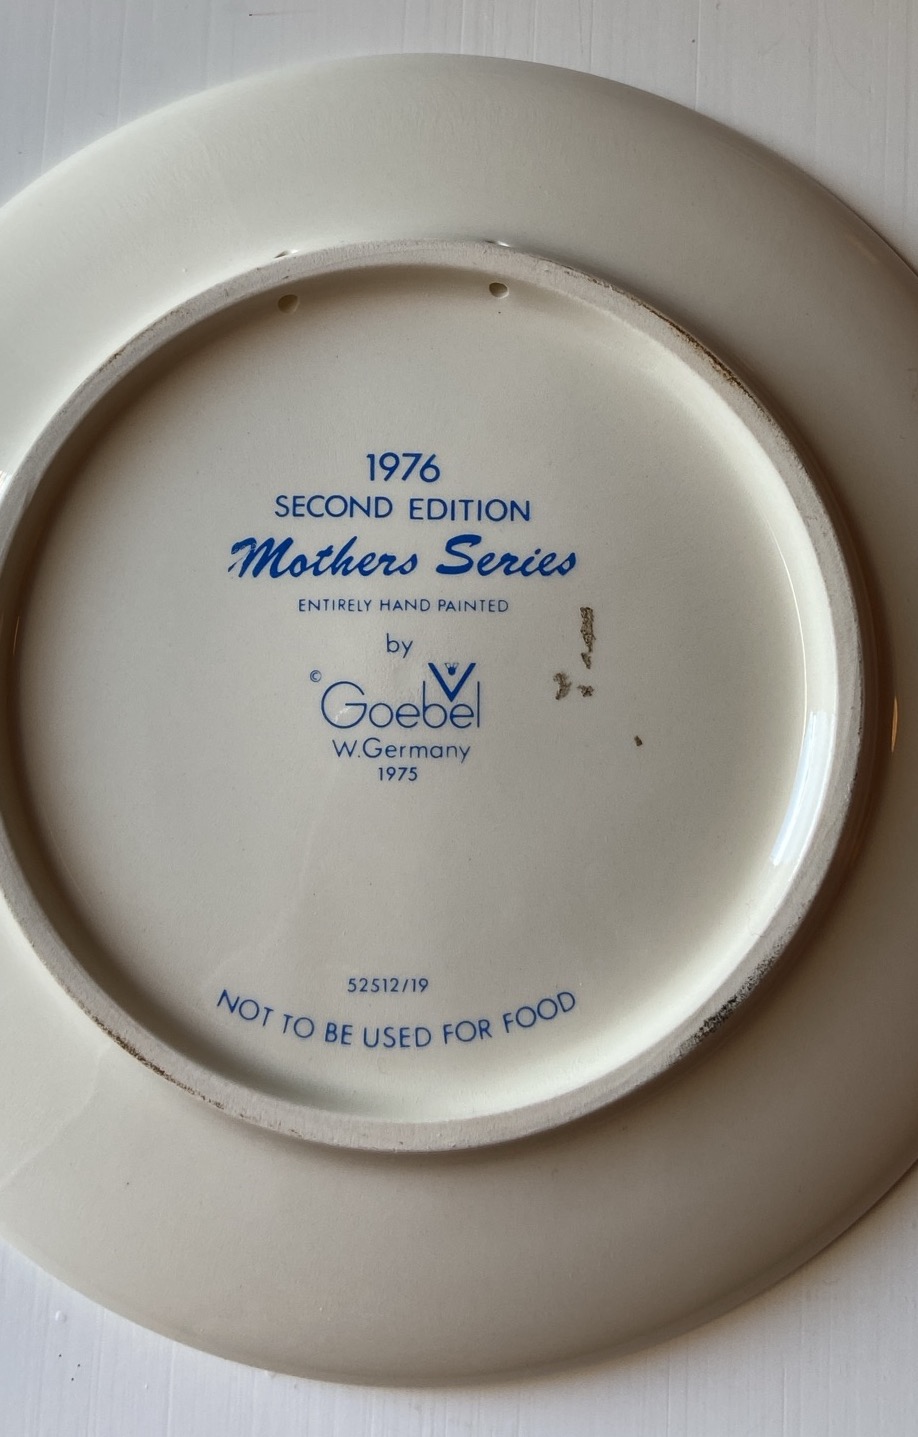 1976
SECOND EDITION
Mothers Series
ENTIRELY HAND PAINTED
by
© Goebel
W.Germany
1975
52512/19
NOT TO BE USED FOR FOOD